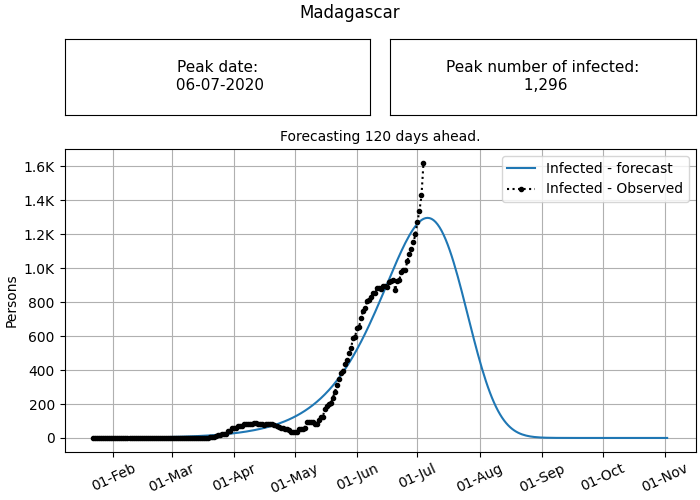 Madagascar
Peak date:
06-07-2020
Peak number of infected:
1,296
Forecasting 120 days ahead.
Infected - forecast
Infected - Observed
1.6K
1.4K
1.2K
1.0K
800
600
400
200
0
Persons
01-Feb
01-Mar
01-Apr
01-May
01-Jun
01-Jul
01-Aug
01-Sep
01-Oct
01-Nov